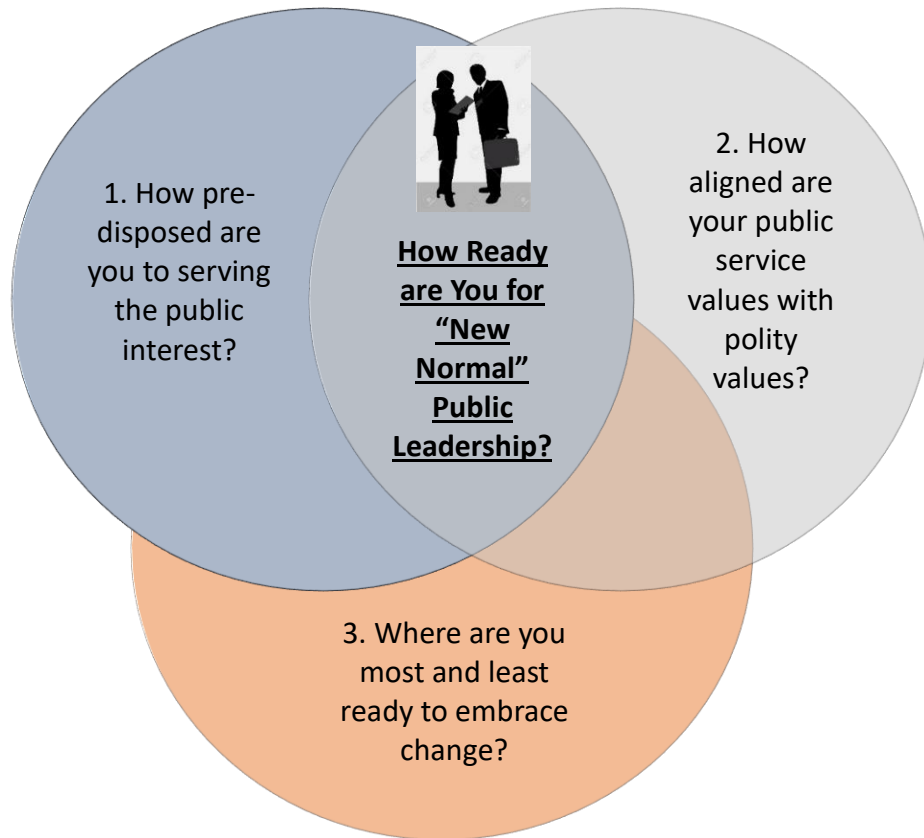 1. How pre-
disposed are
you to serving
the public
interest?
How Ready
are You for
“New
Normal”
Public
Leadership?
2. How
aligned are
your public
service
values with
polity
values?
3. Where are you
most and least
ready to embrace
change?